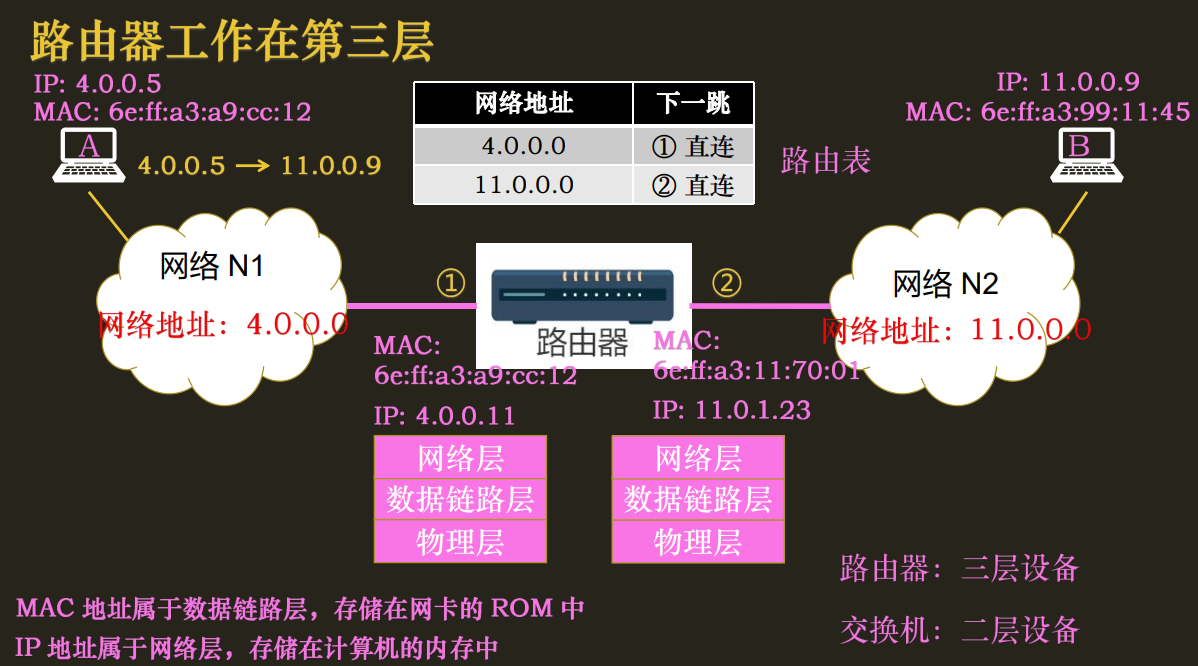 路由器工作在第三层
IP: 4.0.0.5
MAC: 6e:ff:a3:a9:cc:12
A
4.0.0.5 → 11.0.0.9
网络地址 下一跳
4.0.0.0 ① 直连
11.0.0.0 ② 直连
路由表
IP: 11.0.0.9
MAC: 6e:ff:a3:99:11:45
B
网络 N1
网络地址：4.0.0.0
①
路由器
②
网络 N2
网络地址：11.0.0.0
MAC:
6e:ff:a3:a9:cc:12
IP: 4.0.0.11
MAC:
6e:ff:a3:11:70:01
IP: 11.0.1.23
网络层
数据链路层
物理层
网络层
数据链路层
物理层
路由器：三层设备
交换机：二层设备
MAC 地址属于数据链路层，存储在网卡的 ROM 中
IP 地址属于网络层，存储在计算机的内存中